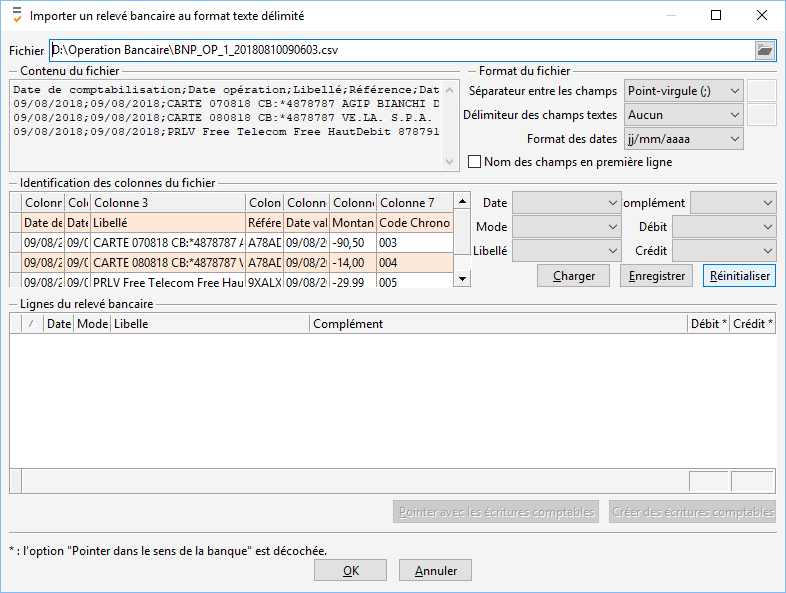 Importer un relevé bancaire au format texte délimité
Fichier D:\Operation Bancaire\BNP_OP_1_20180810090603.csv
Contenu du fichier
Date de comptabilisation;Date opération;Libellé;Référence;Dat
09/08/2018;09/08/2018;CARTE 070818 CB:*4878787 AGIP BIANCHI D
09/08/2018;09/08/2018;CARTE 080818 CB:*4878787 VE.LA. S.P.A.
09/08/2018;09/08/2018;PRLV Free Telecom Free HautDebit 878791
Format du fichier
Séparateur entre les champs Point-virgule (;)
Délimiteur des champs textes Aucun
Format des dates jj/mm/aaaa
Nom des champs en première ligne
Identification des colonnes du fichier
Colonn Colo Colonne 3 Colon Colonn Colonne Colonne 7
Date de Date Libellé Référe Date val Montan Code Chrono
09/08/2 09/0 CARTE 070818 CB:*4878787 A A78AD 09/08/20 -90,50 003
09/08/2 09/0 CARTE 080818 CB:*4878787 V A78AD 09/08/20 -14,00 004
09/08/2 09/0 PRLV Free Telecom Free Hau 9XALX 09/08/20 -29.99 005
Date omplément
Mode Débit
Libellé Crédit
Charger Enregistrer Réinitialiser
Lignes du relevé bancaire
/ Date Mode Libelle Complément Débit * Crédit *
Pointer avec les écritures comptables Créer des écritures comptables
* : l'option "Pointer dans le sens de la banque" est décochée.
OK Annuler